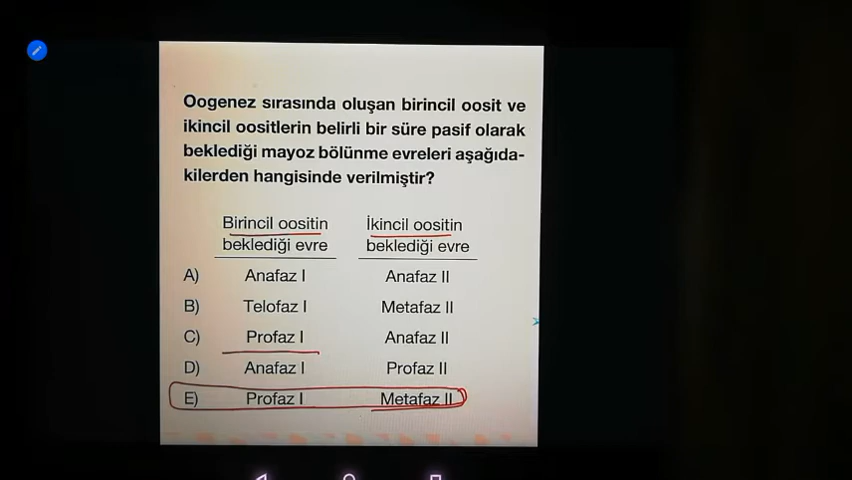 Oogenez sırasında oluşan birincil oosit ve
ikincil oositlerin belirli bir süre pasif olarak
beklediği mayoz bölünme evreleri aşağıda-
kilerden hangisinde verilmiştir?
Birincil oositin İkincil oositin
beklediği evre beklediği evre
A) Anafaz I Anafaz II
B) Telofaz I Metafaz II
C) Profaz I Anafaz II
D) Anafaz I Profaz II
E) Profaz I Metafaz II